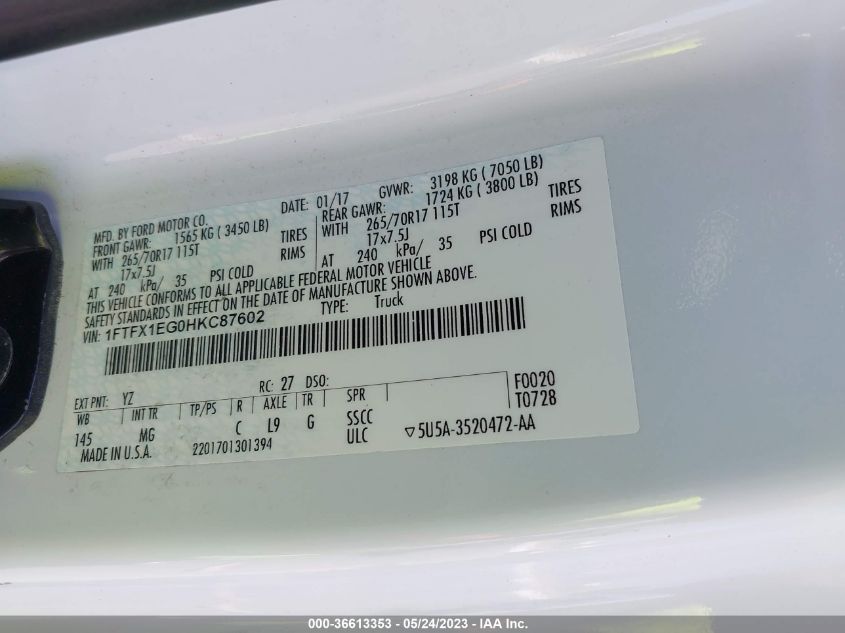 MFD. BY FORD MOTOR CO.
DATE: 01/17 GVWR: 3198 KG ( 7050 LB)
FRONT GAWR: 1565 KG ( 3450 LB)
REAR GAWR: 1724 KG ( 3800 LB)
WITH 265/70R17 115T TIRES
WITH 265/70R17 115T TIRES
17x7.5J RIMS
17x7.5J RIMS
AT 240 kPa/ 35 PSI COLD
AT 240 kPa/ 35 PSI COLD
THIS VEHICLE CONFORMS TO ALL APPLICABLE FEDERAL MOTOR VEHICLE
SAFETY STANDARDS IN EFFECT ON THE DATE OF MANUFACTURE SHOWN ABOVE.
VIN: 1FTFX1EG0HKC87602 TYPE: Truck
EXT PNT: YZ RC: 27 DSO:
WB INT TR TP/PS R AXLE TR SPR F0020
T0728
145 MG C L9 G SSCC
ULC
MADE IN U.S.A. 2201701301394 ▽5U5A-3520472-AA
000-36613353 - 05/24/2023 - IAA Inc.